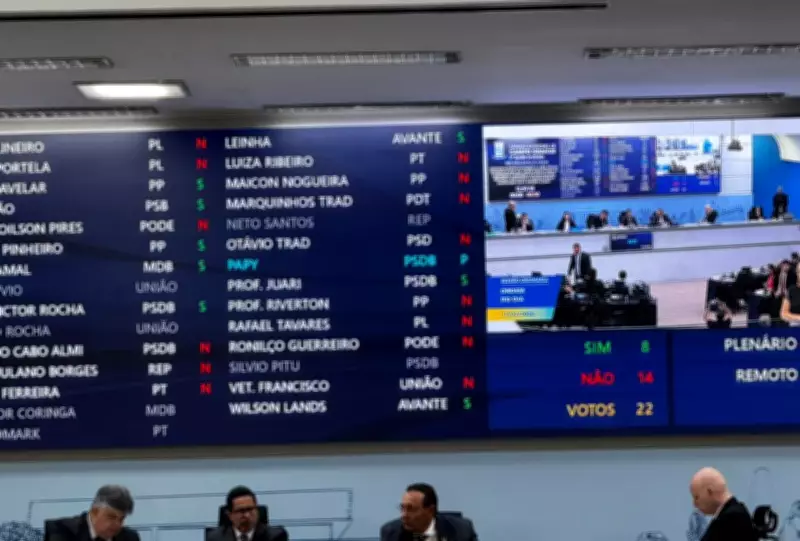 JNEIRO PL N
PORTELA PL N
AVELAR PP S
ÃO PSB S
DILSON PIRES PODE N
PINHEIRO PP S
AMAL MDB S
VIO UNIÃO
VICTOR ROCHA PSDB S
ROCHA UNIÃO
O CABO ALMI PSDB N
ULANO BORGES REP N
FERREIRA PT N
OR CORINGA MDB
DMARK PT
LEINHA AVANTE S
LUIZA RIBEIRO PT N
MAICON NOGUEIRA PP N
MARQUINHOS TRAD PDT N
NETO SANTOS REP
OTÁVIO TRAD PSD N
PAPY PSDB P
PROF. JUARI PSDB S
PROF. RIVERTON PP N
RAFAEL TAVARES PL N
RONILÇO GUERREIRO PODE N
SILVIO PITU PSDB
VET. FRANCISCO UNIÃO N
WILSON LANDS AVANTE S
SIM 8
NÃO 14
VOTOS 22
PLENÁRIO
REMOTO